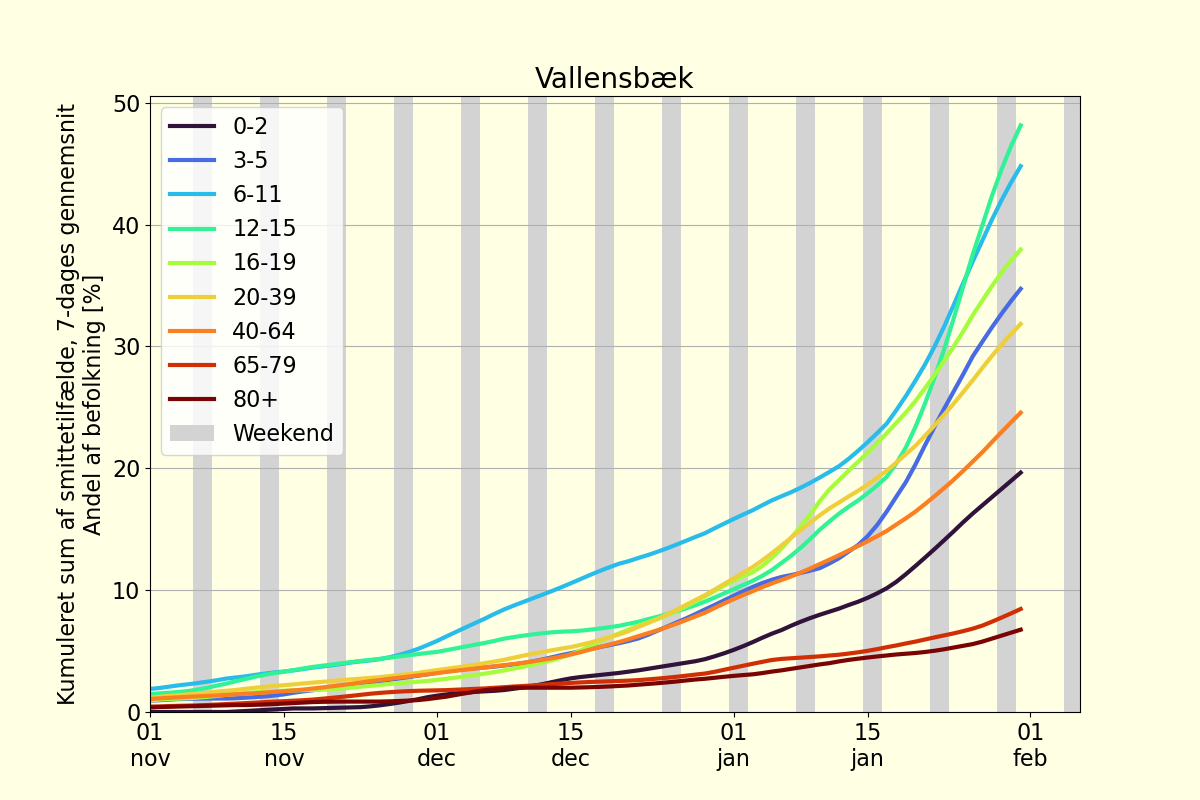 Vallensbæk
Kumuleret sum af smittetilfælde, 7-dages gennemsnit
Andel af befolkning [%]
50
40
30
20
10
0
0-2
3-5
6-11
12-15
16-19
20-39
40-64
65-79
80+
Weekend
01 15 01 15 01 15 01
nov nov dec dec jan jan feb